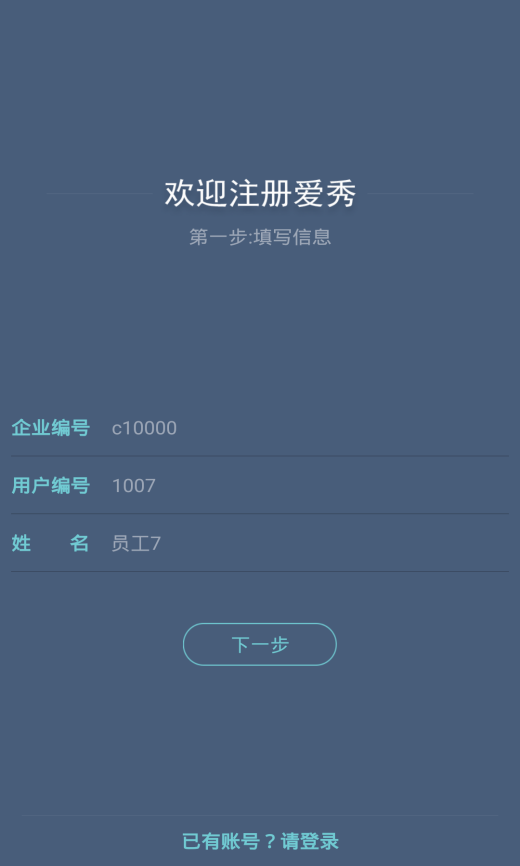 欢迎注册爱秀
第一步:填写信息
企业编号 c10000
用户编号 1007
姓 名 员工7
下一步
已有账号？请登录